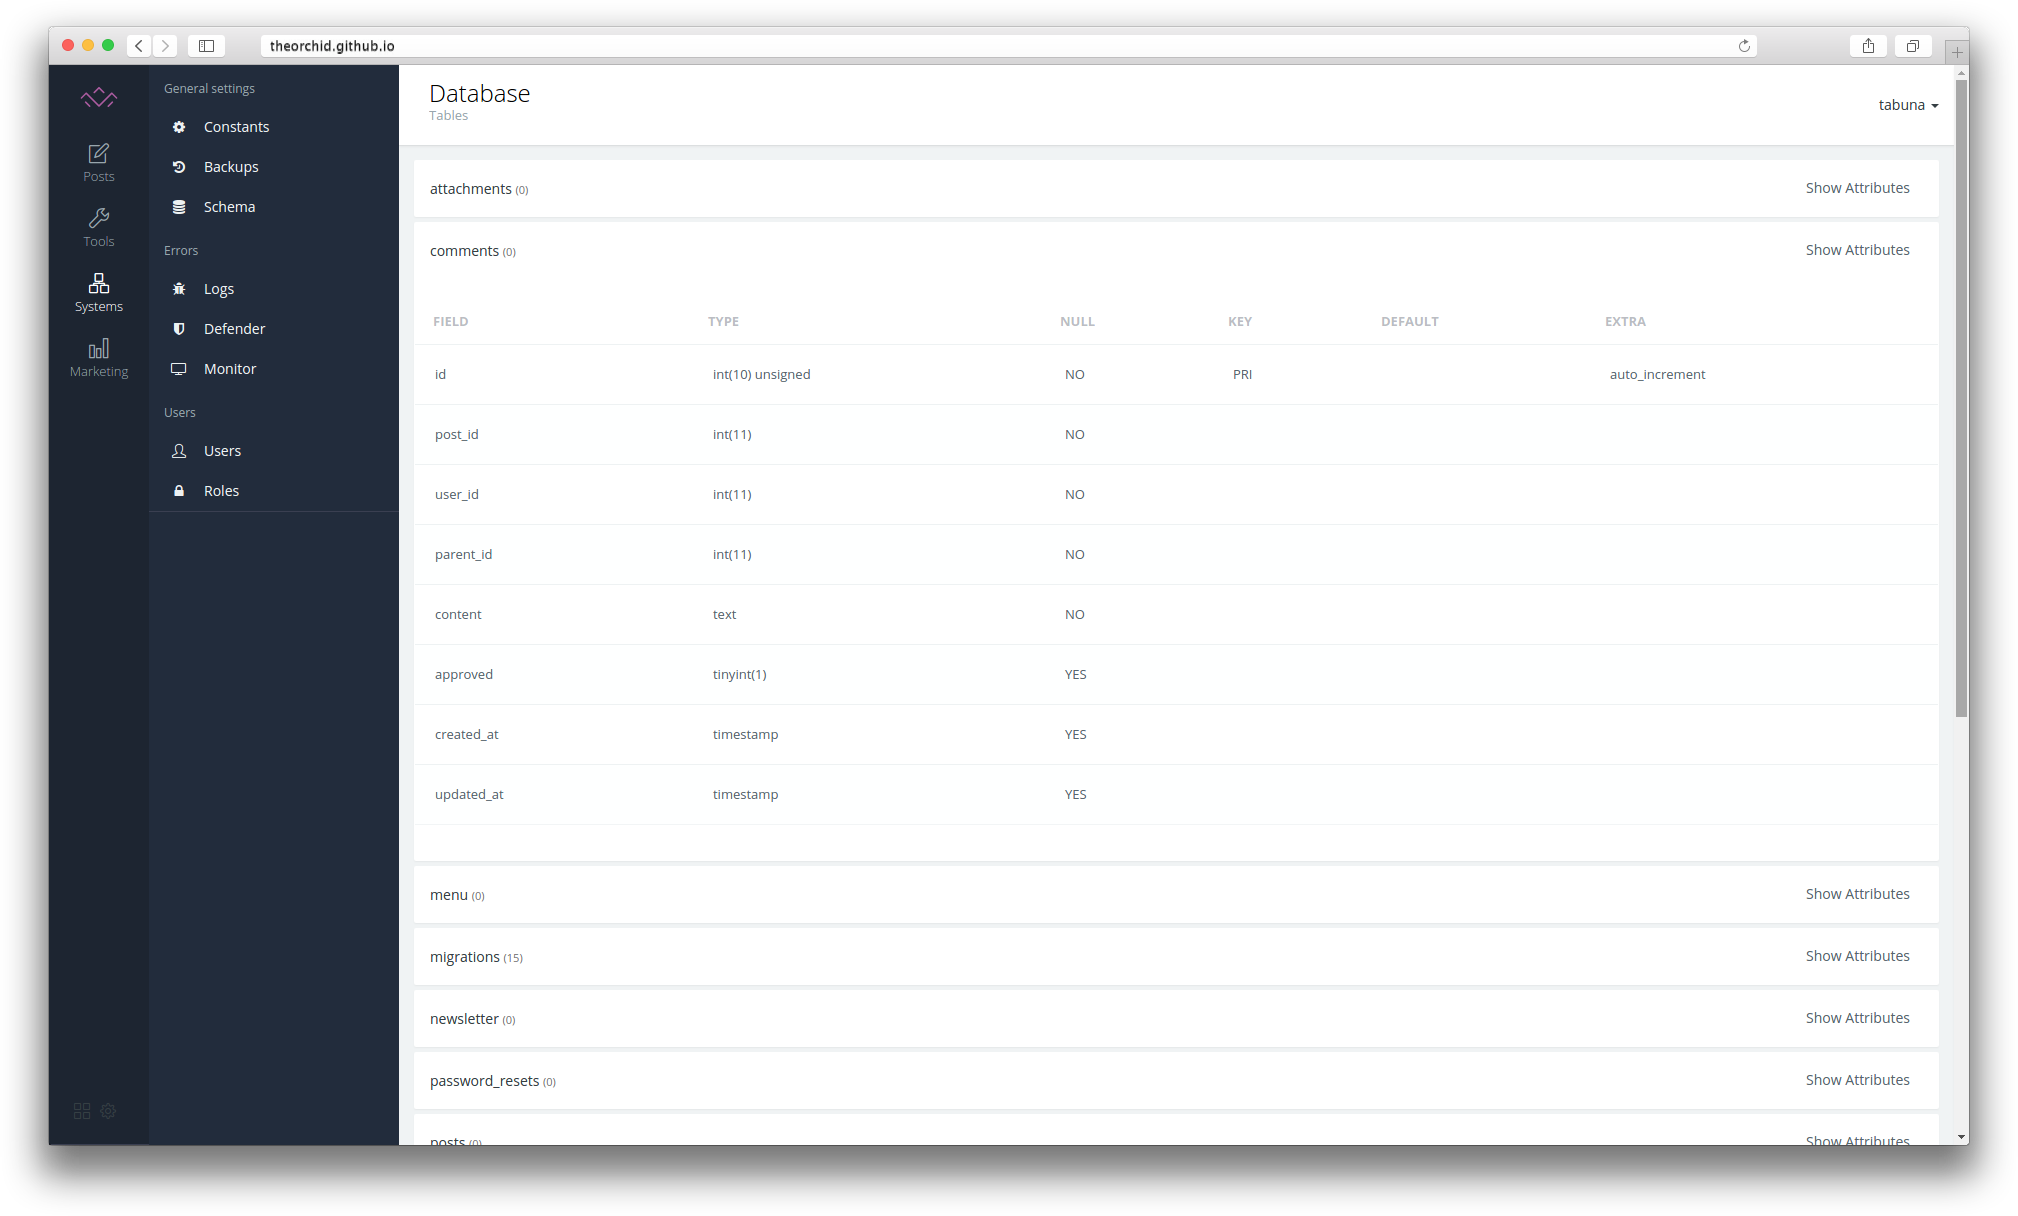 theorchid.github.io
Posts
Tools
Systems
Marketing
General settings
Constants
Backups
Schema
Errors
Logs
Defender
Monitor
Users
Users
Roles
Database
Tables
tabuna
attachments (0) Show Attributes
comments (0) Show Attributes
FIELD TYPE NULL KEY DEFAULT EXTRA
id int(10) unsigned NO PRI auto_increment
post_id int(11) NO
user_id int(11) NO
parent_id int(11) NO
content text NO
approved tinyint(1) YES
created_at timestamp YES
updated_at timestamp YES
menu (0) Show Attributes
migrations (15) Show Attributes
newsletter (0) Show Attributes
password_resets (0) Show Attributes
posts (0) Show Attributes